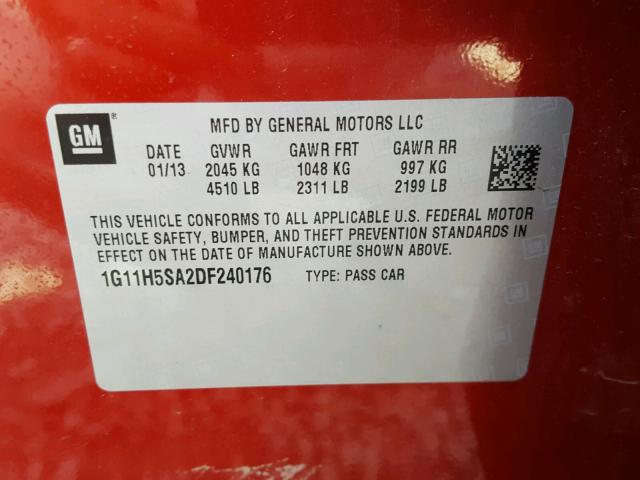 GM ®
MFD BY GENERAL MOTORS LLC
DATE GVWR GAWR FRT GAWR RR
01/13 2045 KG 1048 KG 997 KG
4510 LB 2311 LB 2199 LB
THIS VEHICLE CONFORMS TO ALL APPLICABLE U.S. FEDERAL MOTOR
VEHICLE SAFETY, BUMPER, AND THEFT PREVENTION STANDARDS IN
EFFECT ON THE DATE OF MANUFACTURE SHOWN ABOVE.
1G11H5SA2DF240176 TYPE: PASS CAR